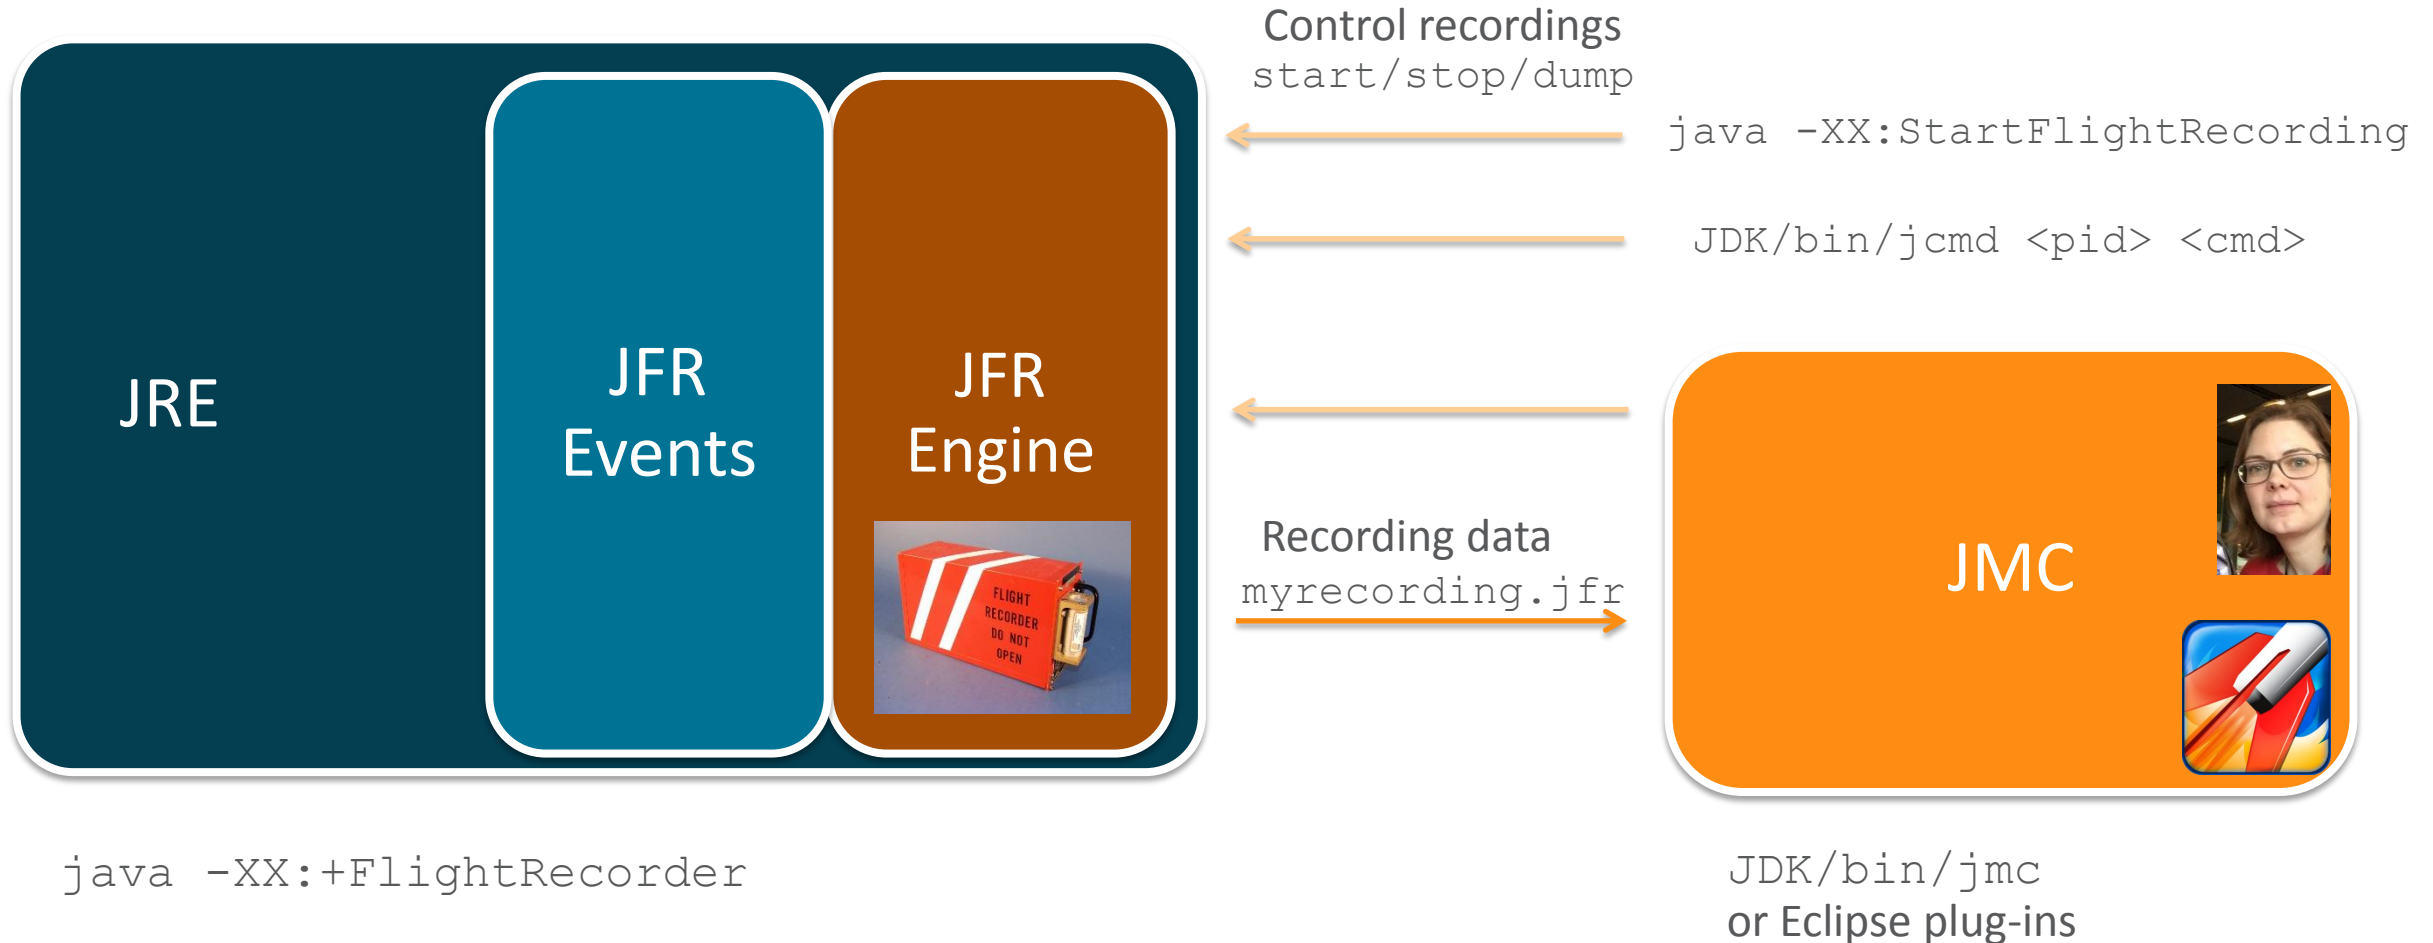 Control recordings
start/stop/dump
java -XX:StartFlightRecording
JDK/bin/jcmd <pid> <cmd>
JRE
JFR
Events
JFR
Engine
FLIGHT
RECORDER
DO NOT
OPEN
Recording data
myrecording.jfr
JMC
java -XX:+FlightRecorder
JDK/bin/jmc
or Eclipse plug-ins